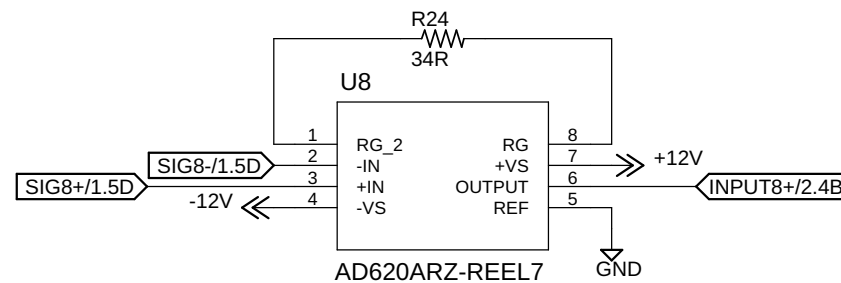 R24
34R
U8
1 RG_2 RG 8
SIG8-/1.5D 2 -IN +VS 7 +12V
SIG8+/1.5D 3 +IN OUTPUT 6 INPUT8+/2.4B
-12V 4 -VS REF 5
AD620ARZ-REEL7 GND